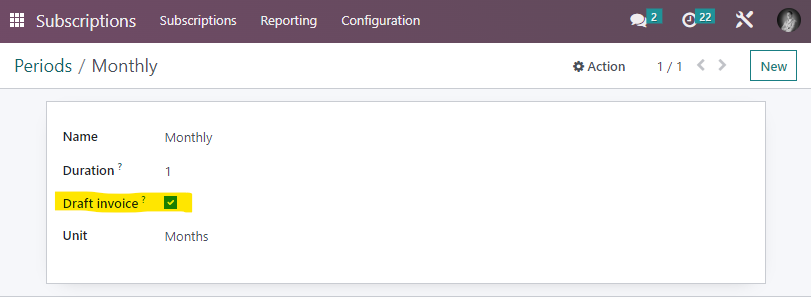 Subscriptions Subscriptions Reporting Configuration 2 22
Periods / Monthly Action 1 / 1 New
Name Monthly
Duration ? 1
Draft invoice ?
Unit Months